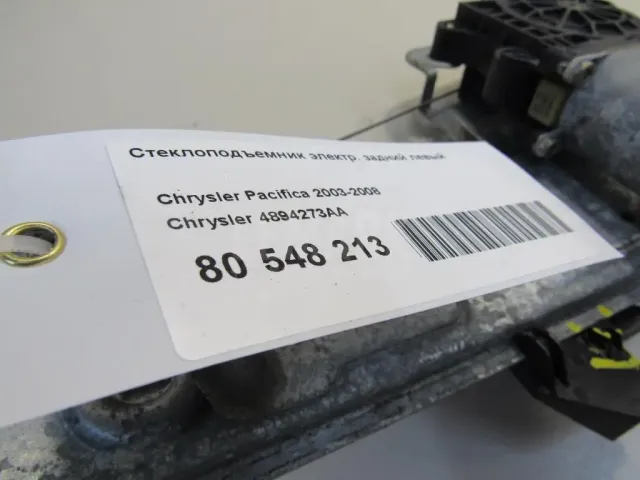 Стеклоподъемник электр. задний левый
Chrysler Pacifica 2003-2008
Chrysler 4894273AA
80 548 213